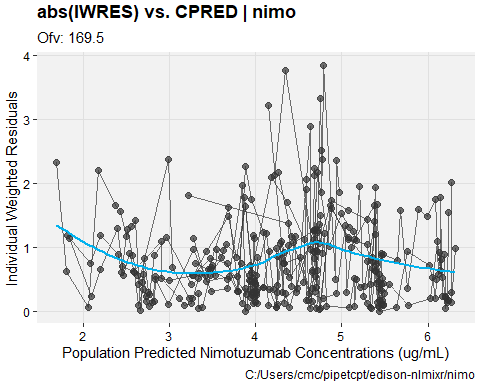 abs(IWRES) vs. CPRED | nimo
Ofv: 169.5
Individual Weighted Residuals
4
3
2
1
0
2 3 4 5 6
Population Predicted Nimotuzumab Concentrations (ug/mL)
C:/Users/cmc/pipetcpt/edison-nlmixr/nimo